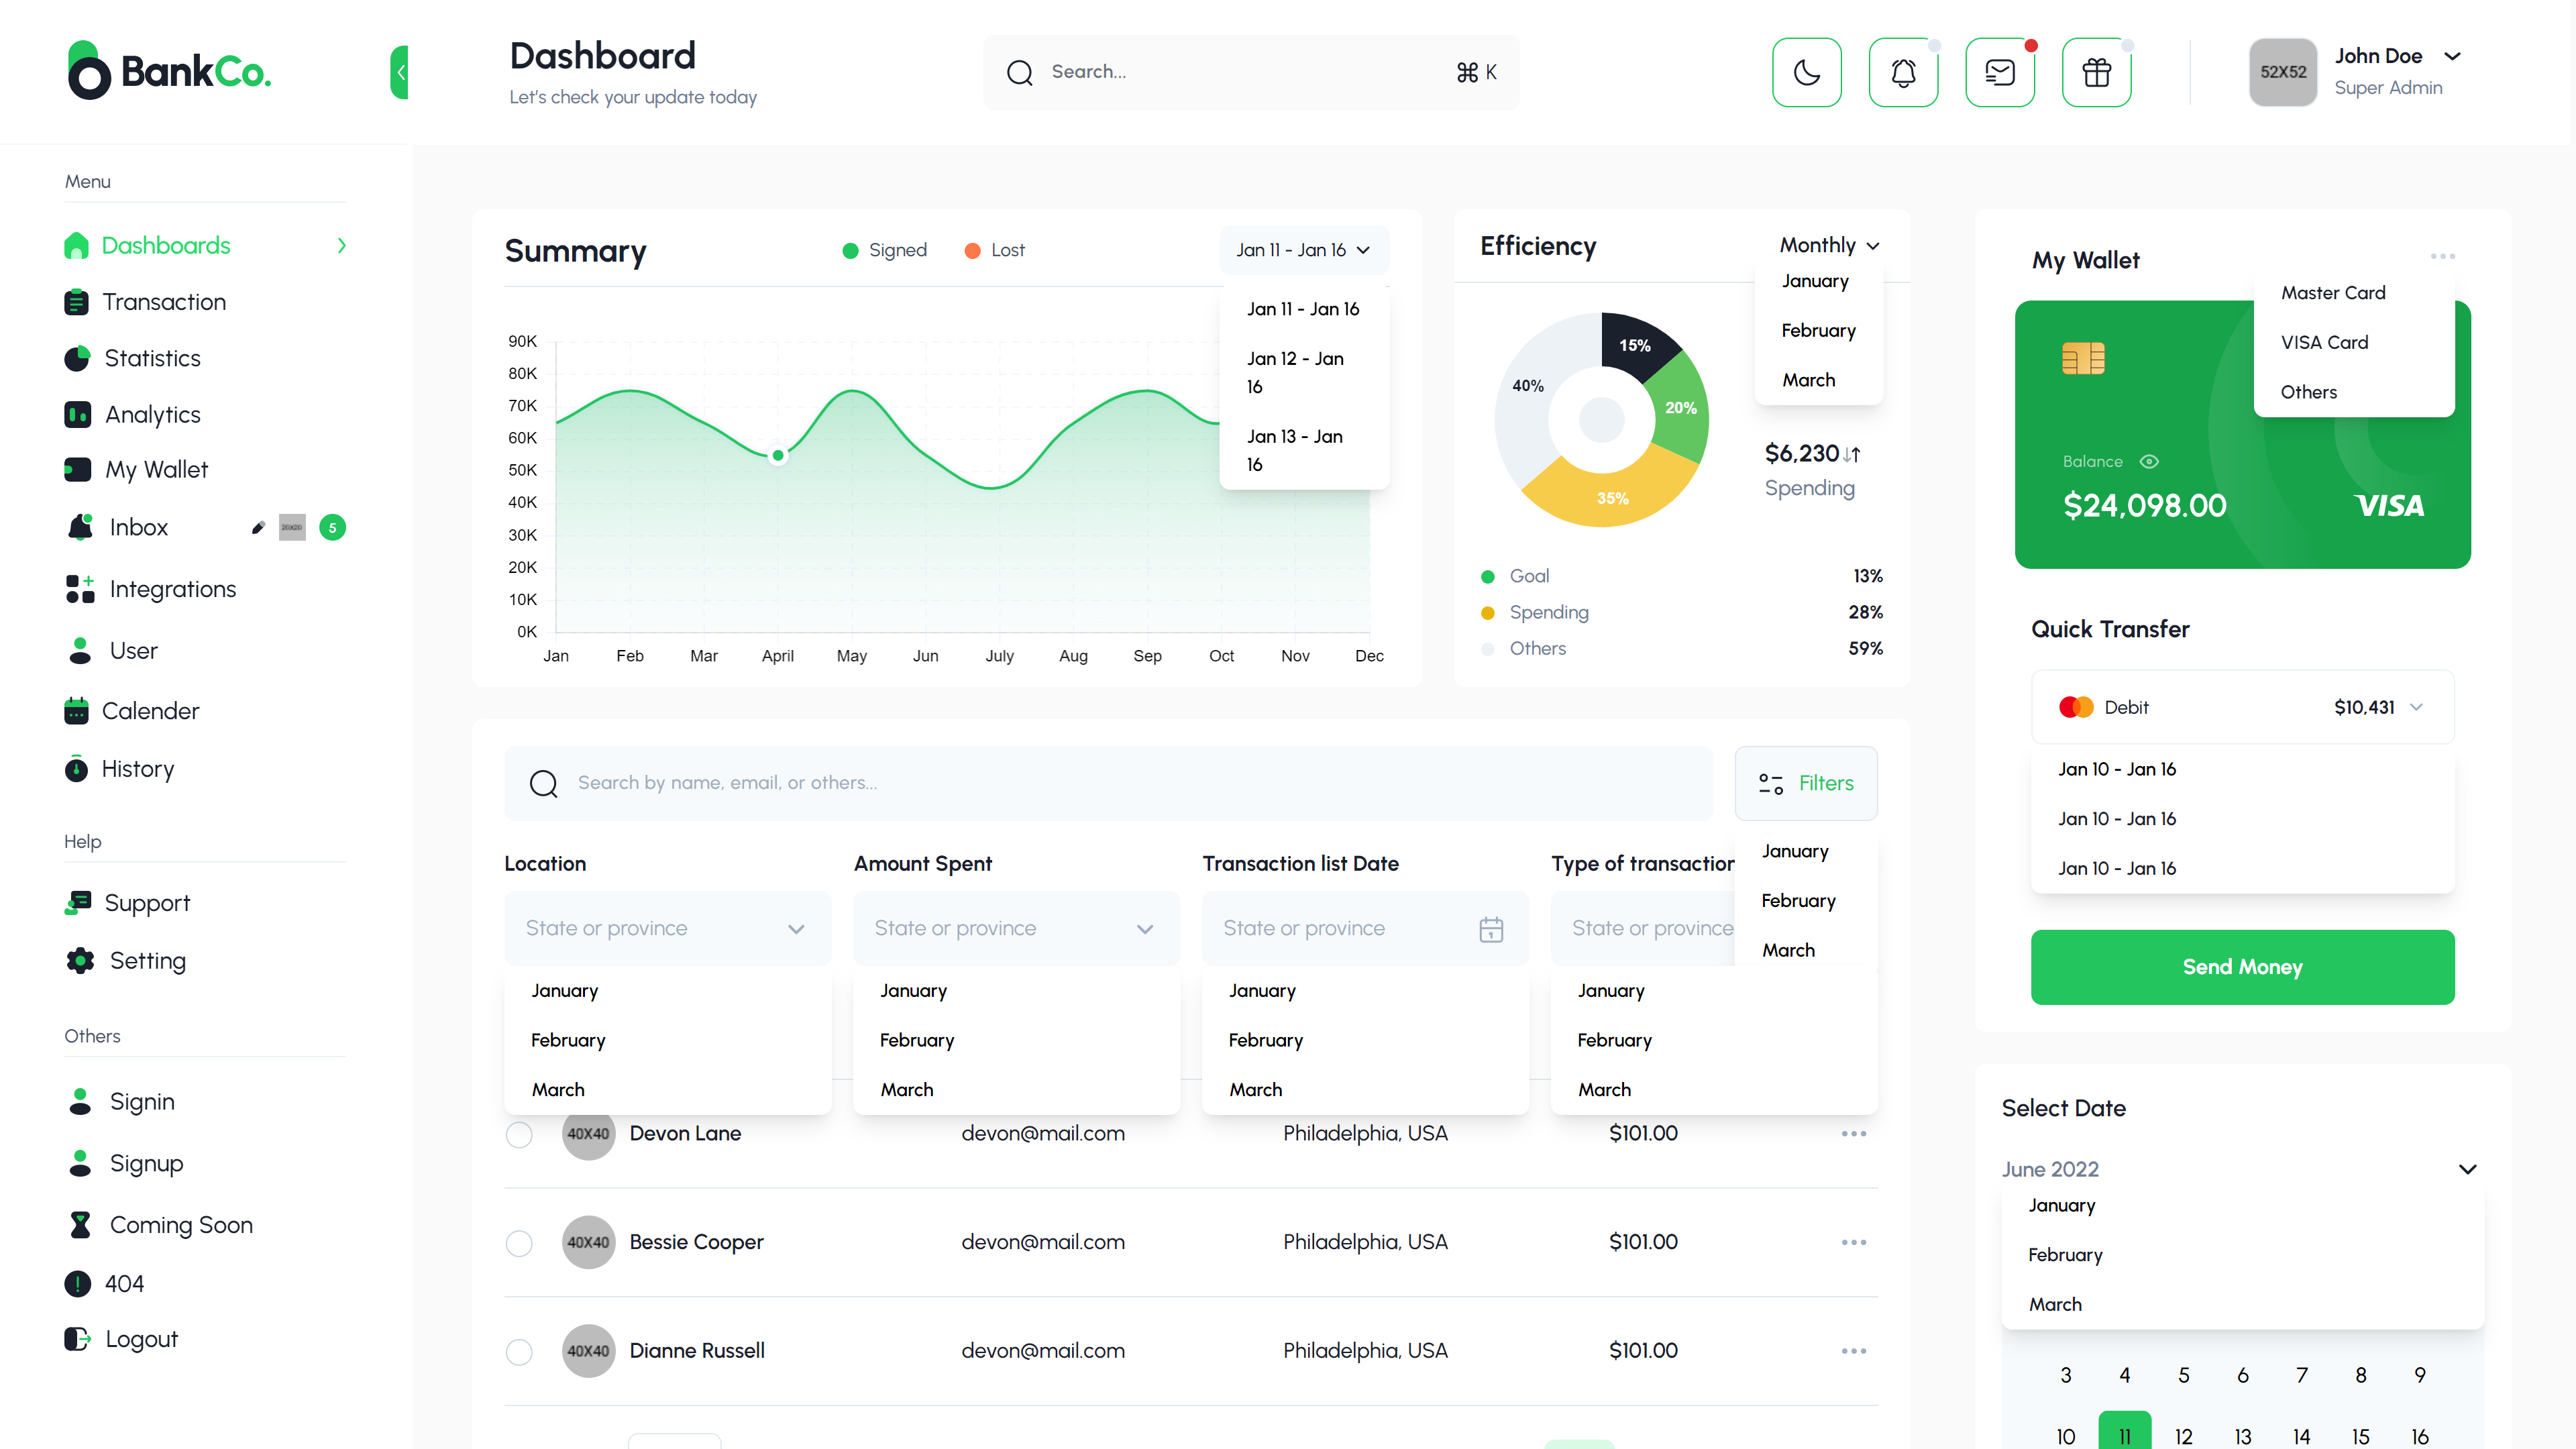 BankCo.
Dashboard
Let's check your update today
Search...
⌘ K
52X52
John Doe
Super Admin
Menu
Dashboards
Transaction
Statistics
Analytics
My Wallet
Inbox
20X20
5
Integrations
User
Calender
History
Help
Support
Setting
Others
Signin
Signup
Coming Soon
404
Logout
Summary
Signed
Lost
Jan 11 - Jan 16
Jan 11 - Jan 16
Jan 12 - Jan
16
Jan 13 - Jan
16
90K
80K
70K
60K
50K
40K
30K
20K
10K
0K
Jan Feb Mar April May Jun July Aug Sep Oct Nov Dec
Efficiency
Monthly
January
February
March
15%
20%
35%
40%
$6,230
Spending
Goal 13%
Spending 28%
Others 59%
Search by name, email, or others...
Filters
January
February
March
Location
State or province
January
February
March
Amount Spent
State or province
January
February
March
Transaction list Date
State or province
January
February
March
Type of transaction
State or province
January
February
March
40X40 Devon Lane devon@mail.com Philadelphia, USA $101.00
40X40 Bessie Cooper devon@mail.com Philadelphia, USA $101.00
40X40 Dianne Russell devon@mail.com Philadelphia, USA $101.00
My Wallet
Master Card
VISA Card
Others
Balance
$24,098.00
VISA
Quick Transfer
Debit $10,431
Jan 10 - Jan 16
Jan 10 - Jan 16
Jan 10 - Jan 16
Send Money
Select Date
June 2022
January
February
March
3 4 5 6 7 8 9
10 11 12 13 14 15 16